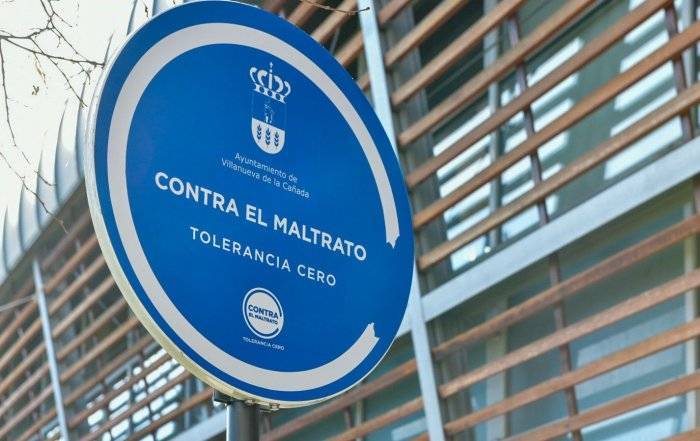 Ayuntamiento de
Villanueva de la Cañada
CONTRA EL MALTRATO
TOLERANCIA CERO
CONTRA
EL MALTRATO
TOLERANCIA CERO